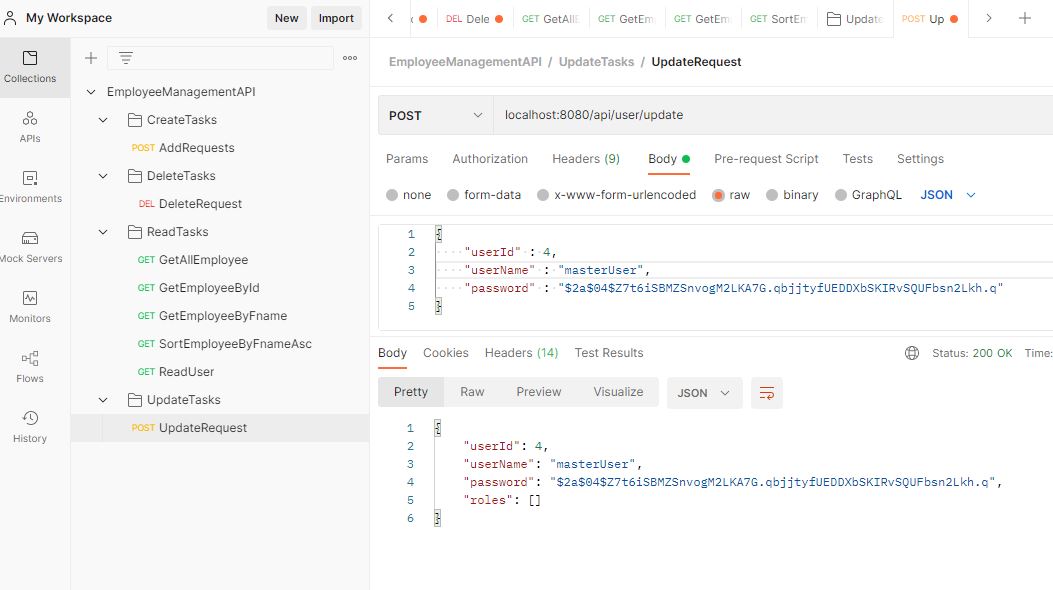 My Workspace New Import
Collections
APIs
Environments
Mock Servers
Monitors
Flows
History
EmployeeManagementAPI
CreateTasks
POST AddRequests
DeleteTasks
DEL DeleteRequest
ReadTasks
GET GetAllEmployee
GET GetEmployeeById
GET GetEmployeeByFname
GET SortEmployeeByFnameAsc
GET ReadUser
UpdateTasks
POST UpdateRequest
DEL Dele GET GetAllE GET GetEm GET GetEm GET SortEm Update POST Up
EmployeeManagementAPI / UpdateTasks / UpdateRequest
POST localhost:8080/api/user/update
Params Authorization Headers (9) Body Pre-request Script Tests Settings
none form-data x-www-form-urlencoded raw binary GraphQL JSON
1 {
2 "userId" : 4,
3 "userName" : "masterUser",
4 "password" : "$2a$04$Z7t6iSBMZSnvogM2LKA7G.qbjjtyfUEDDXbSKIRvSQUFbsn2Lkh.q"
5 }
Body Cookies Headers (14) Test Results Status: 200 OK Time:
Pretty Raw Preview Visualize JSON
1 {
2 "userId": 4,
3 "userName": "masterUser",
4 "password": "$2a$04$Z7t6iSBMZSnvogM2LKA7G.qbjjtyfUEDDXbSKIRvSQUFbsn2Lkh.q",
5 "roles": []
6 }